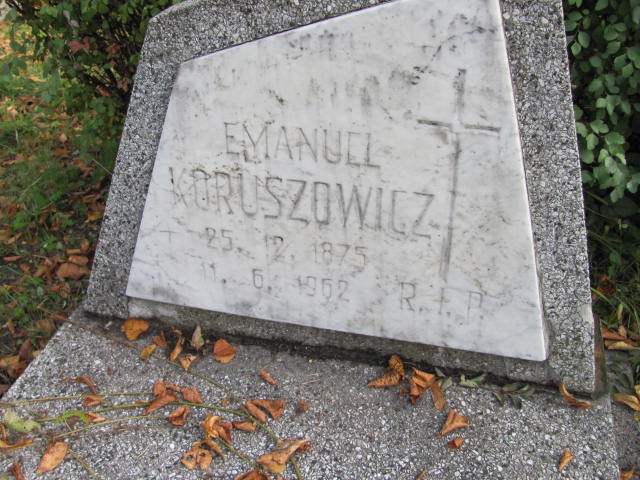 EMANUEL
KORUSZOWICZ
25. 12. 1875
11. 6. 1962 R.I.P.